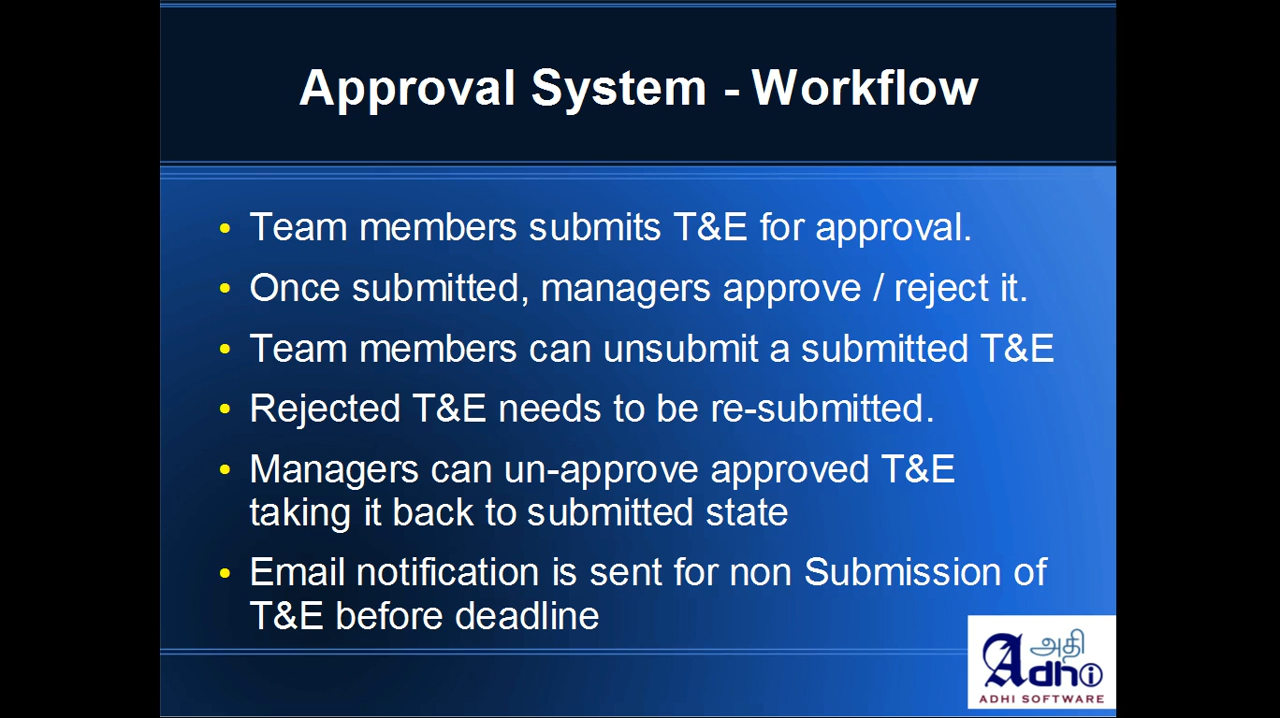 Approval System - Workflow
• Team members submits T&E for approval.
• Once submitted, managers approve / reject it.
• Team members can unsubmit a submitted T&E
• Rejected T&E needs to be re-submitted.
• Managers can un-approve approved T&E
taking it back to submitted state
• Email notification is sent for non Submission of
T&E before deadline
அதி
Adhi
ADHI SOFTWARE